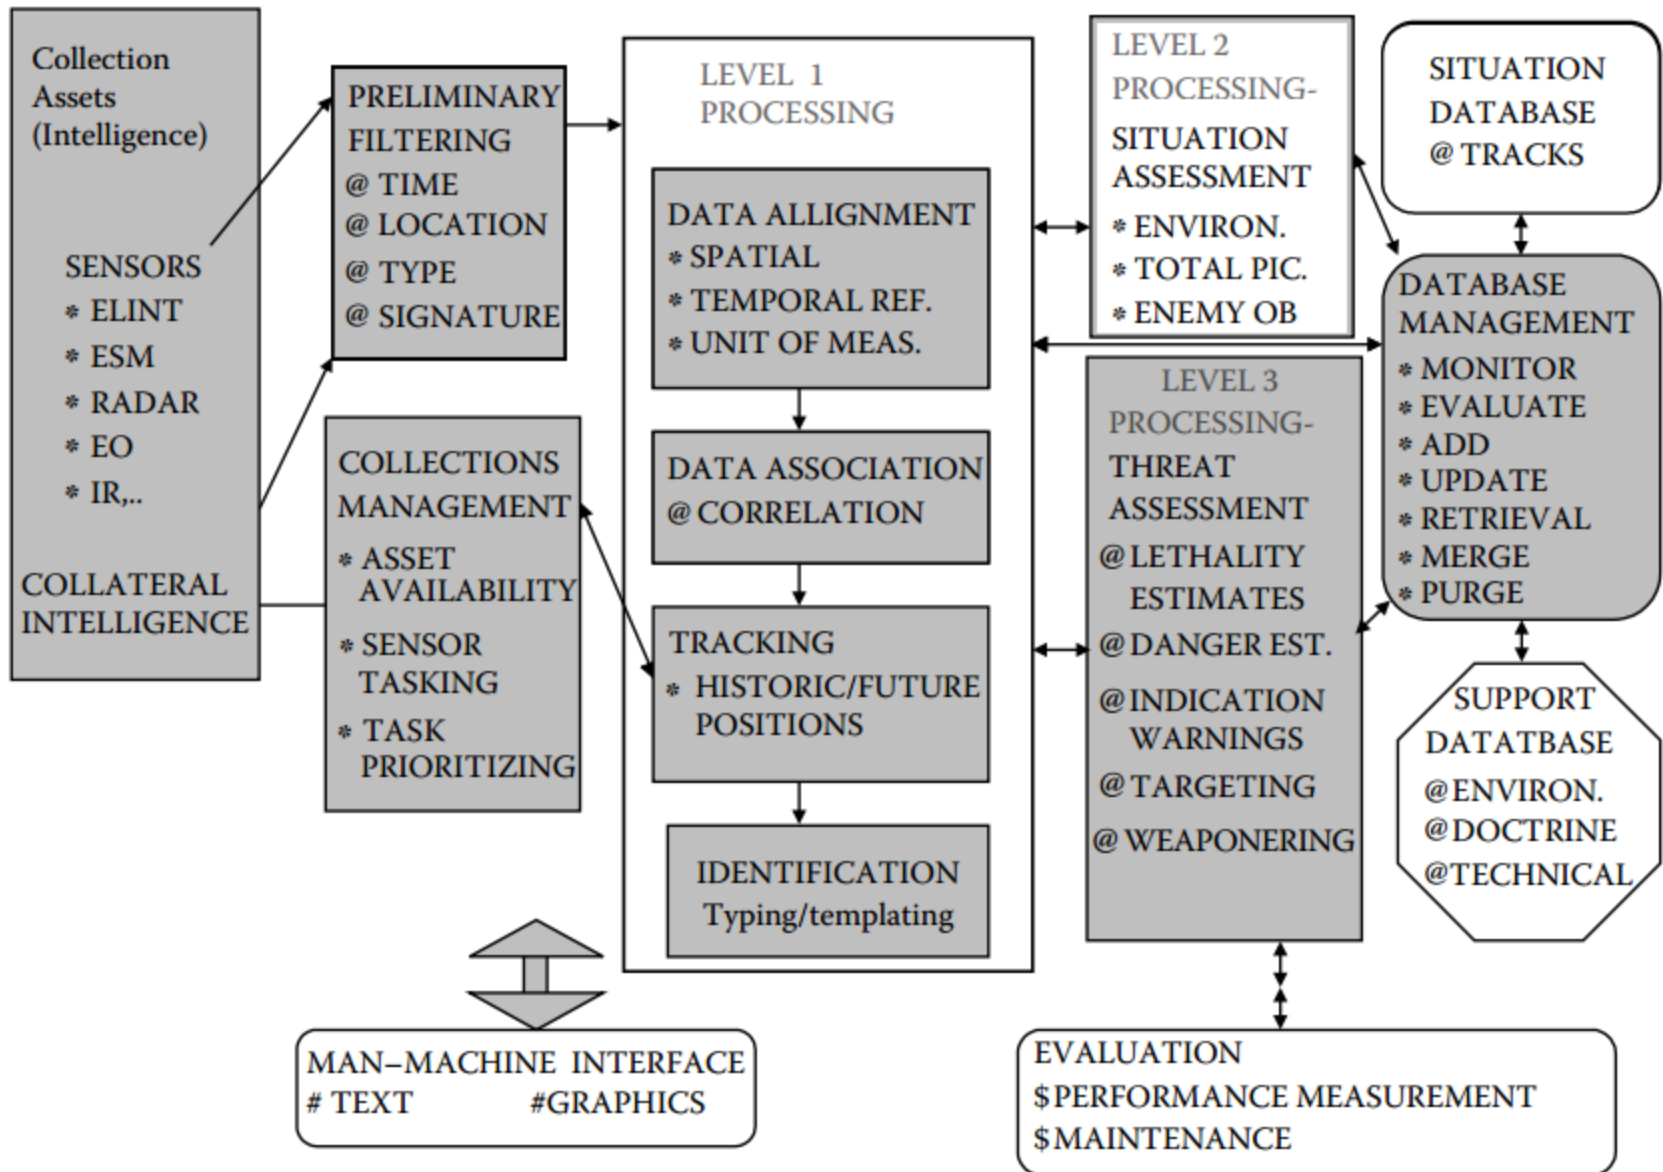 Collection
Assets
(Intelligence)
SENSORS
* ELINT
* ESM
* RADAR
* EO
* IR,..
COLLATERAL
INTELLIGENCE
PRELIMINARY
FILTERING
@ TIME
@ LOCATION
@ TYPE
@ SIGNATURE
COLLECTIONS
MANAGEMENT
* ASSET
AVAILABILITY
* SENSOR
TASKING
* TASK
PRIORITIZING
LEVEL 1
PROCESSING
DATA ALLIGNMENT
* SPATIAL
* TEMPORAL REF.
* UNIT OF MEAS.
DATA ASSOCIATION
@ CORRELATION
TRACKING
* HISTORIC/FUTURE
POSITIONS
IDENTIFICATION
Typing/templating
LEVEL 2
PROCESSING-
SITUATION
ASSESSMENT
* ENVIRON.
* TOTAL PIC.
* ENEMY OB
LEVEL 3
PROCESSING-
THREAT
ASSESSMENT
@ LETHALITY
ESTIMATES
@ DANGER EST.
@ INDICATION
WARNINGS
@ TARGETING
@ WEAPONERING
SITUATION
DATABASE
@ TRACKS
DATABASE
MANAGEMENT
* MONITOR
* EVALUATE
* ADD
* UPDATE
* RETRIEVAL
* MERGE
* PURGE
SUPPORT
DATATBASE
@ENVIRON.
@DOCTRINE
@TECHNICAL
MAN–MACHINE INTERFACE
# TEXT #GRAPHICS
EVALUATION
$PERFORMANCE MEASUREMENT
$MAINTENANCE